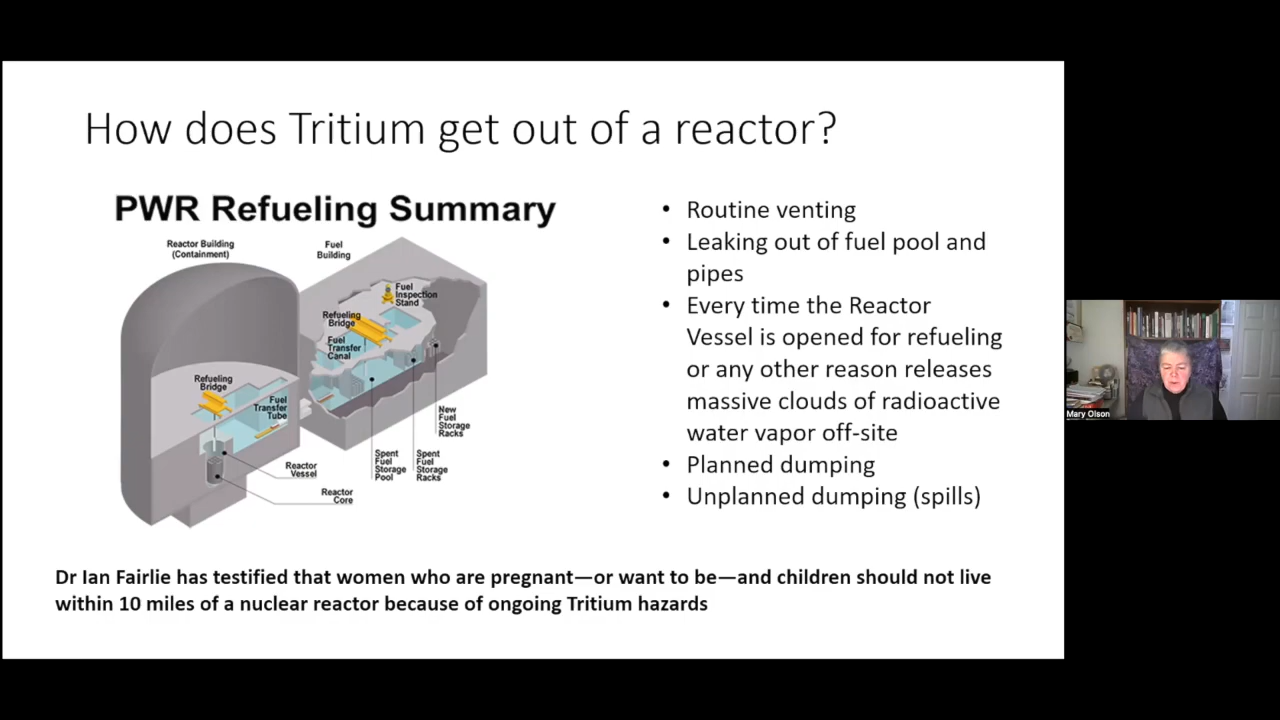 How does Tritium get out of a reactor?
PWR Refueling Summary
Reactor Building
(Containment)
Fuel
Building
Fuel
Inspection
Stand
Refueling
Bridge
Fuel
Transfer
Canal
Refueling
Bridge
Fuel
Transfer
Tube
New
Fuel
Storage
Racks
Spent
Fuel
Storage
Pool
Spent
Fuel
Storage
Racks
Reactor
Vessel
Reactor
Core
• Routine venting
• Leaking out of fuel pool and
pipes
• Every time the Reactor
Vessel is opened for refueling
or any other reason releases
massive clouds of radioactive
water vapor off-site
• Planned dumping
• Unplanned dumping (spills)
Dr Ian Fairlie has testified that women who are pregnant—or want to be—and children should not live
within 10 miles of a nuclear reactor because of ongoing Tritium hazards
Mary Olson